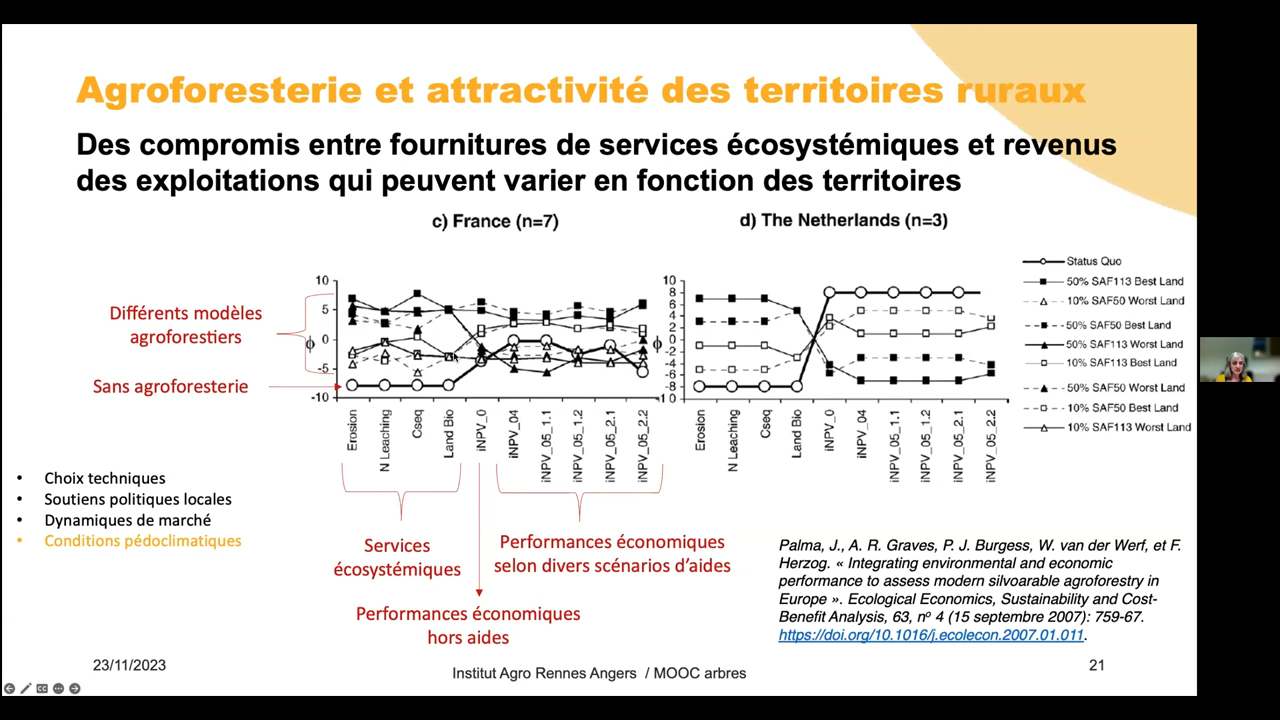 Agroforesterie et attractivité des territoires ruraux
Des compromis entre fournitures de services écosystémiques et revenus
des exploitations qui peuvent varier en fonction des territoires
c) France (n=7)
d) The Netherlands (n=3)
Différents modèles
agroforestiers
Sans agroforesterie
10
5
0
-5
-10
ϕ
Erosion
N Leaching
Cseq
Land Bio
iNPV_0
iNPV_04
iNPV_05_1.1
iNPV_05_1.2
iNPV_05_2.1
iNPV_05_2.2
10
8
6
4
2
0
-2
-4
-6
-8
1 0
ϕ
Erosion
N Leaching
Cseq
Land Bio
iNPV_0
iNPV_04
iNPV_05_1.1
iNPV_05_1.2
iNPV_05_2.1
iNPV_05_2.2
Status Quo
50% SAF113 Best Land
10% SAF50 Worst Land
50% SAF50 Best Land
50% SAF113 Worst Land
10% SAF113 Best Land
50% SAF50 Worst Land
10% SAF50 Best Land
10% SAF113 Worst Land
• Choix techniques
• Soutiens politiques locales
• Dynamiques de marché
• Conditions pédoclimatiques
Services
écosystémiques
Performances économiques
selon divers scénarios d'aides
Performances économiques
hors aides
Palma, J., A. R. Graves, P. J. Burgess, W. van der Werf, et F.
Herzog. « Integrating environmental and economic
performance to assess modern silvoarable agroforestry in
Europe ». Ecological Economics, Sustainability and Cost-
Benefit Analysis, 63, nº 4 (15 septembre 2007): 759-67.
https://doi.org/10.1016/j.ecolecon.2007.01.011.
23/11/2023
Institut Agro Rennes Angers / MOOC arbres
21